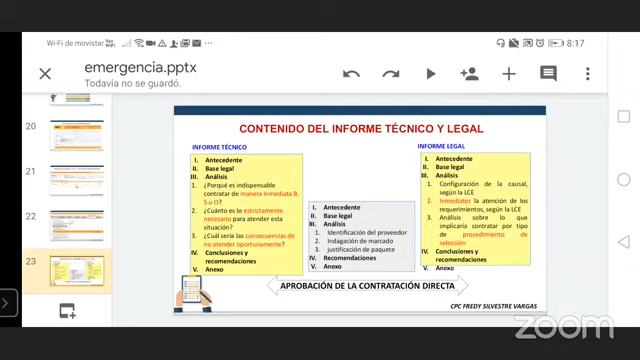 Wi-Fi de movistar
8:17
emergencia.pptx
Todavía no se guardó.
20
21
22
23
CONTENIDO DEL INFORME TÉCNICO Y LEGAL
INFORME TÉCNICO
I. Antecedente
II. Base legal
III. Análisis
1. ¿Porqué es indispensable
contratar de manera inmediata B,
S u O?
2. ¿Cuánto es lo estrictamente
necesario para atender esta
situación?
3. ¿Cuál sería las consecuencias de
no atender oportunamente?
IV. Conclusiones y
recomendaciones
V. Anexo
I. Antecedente
II. Base legal
III. Análisis
1. Identificación del proveedor
2. Indagación de marcado
3. justificación de paquete
IV. Recomendaciones
V. Anexo
INFORME LEGAL
I. Antecedente
II. Base legal
III. Análisis
1. Configuración de la causal,
según la LCE
2. Inmediatez la atención de los
requerimientos, según la LCE
3. Análisis sobre lo que
implicaría contratar por tipo
de procedimiento de
selección
IV. Conclusiones y
recomendaciones
V. Anexo
APROBACIÓN DE LA CONTRATACIÓN DIRECTA
CPC FREDY SILVESTRE VARGAS
zoom